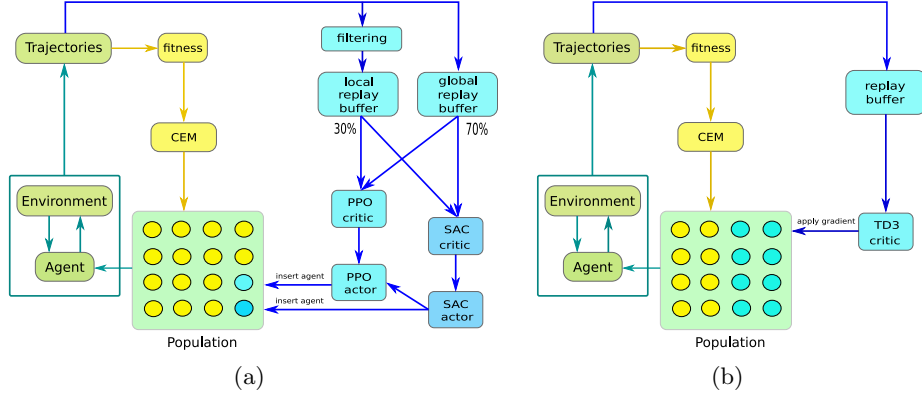 Trajectories
fitness
filtering
local
replay
buffer
global
replay
buffer
30%
70%
CEM
Environment
Agent
PPO
critic
SAC
critic
insert agent
PPO
actor
insert agent
SAC
actor
Population
(a)
Trajectories
fitness
replay
buffer
CEM
Environment
Agent
apply gradient
TD3
critic
Population
(b)